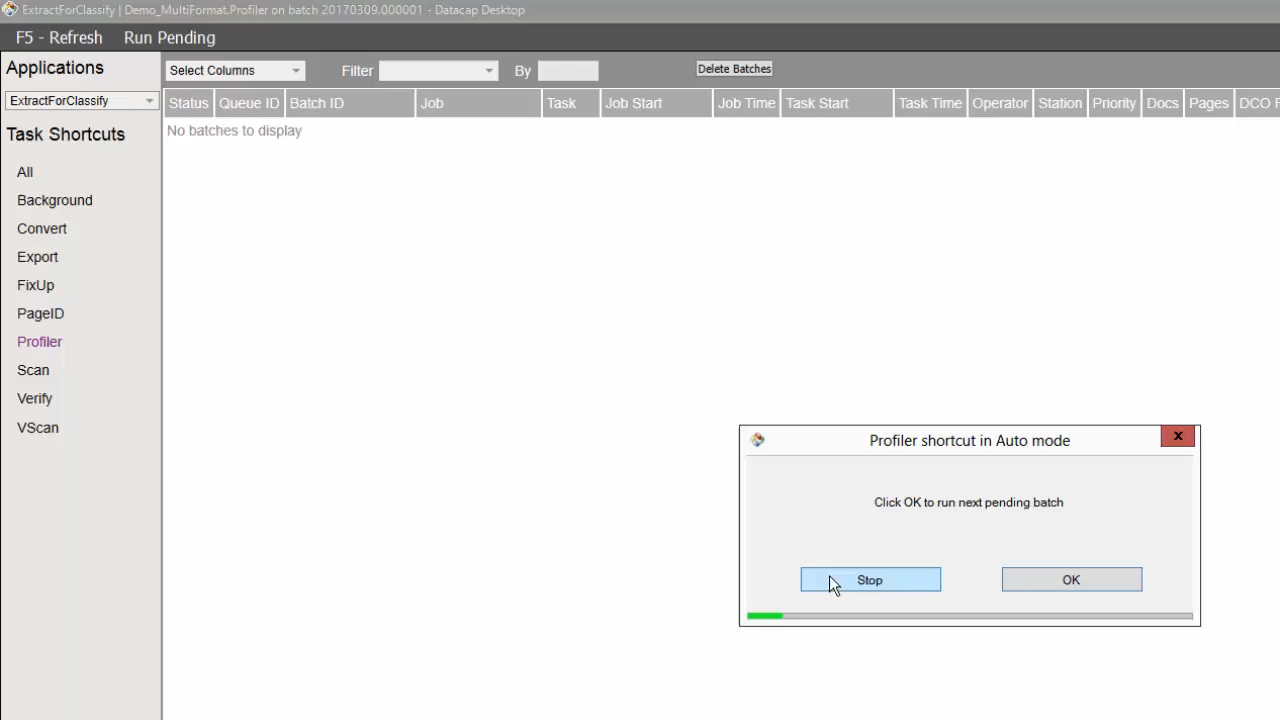 ExtractForClassify | Demo_MultiFormat.Profiler on batch 20170309.000001 - Datacap Desktop
F5 - Refresh Run Pending
Applications
Select Columns Filter By Delete Batches
ExtractForClassify
Status Queue ID Batch ID Job Task Job Start Job Time Task Start Task Time Operator Station Priority Docs Pages DCO F
Task Shortcuts
No batches to display
All
Background
Convert
Export
FixUp
PageID
Profiler
Scan
Verify
VScan
Profiler shortcut in Auto mode
x
Click OK to run next pending batch
Stop OK